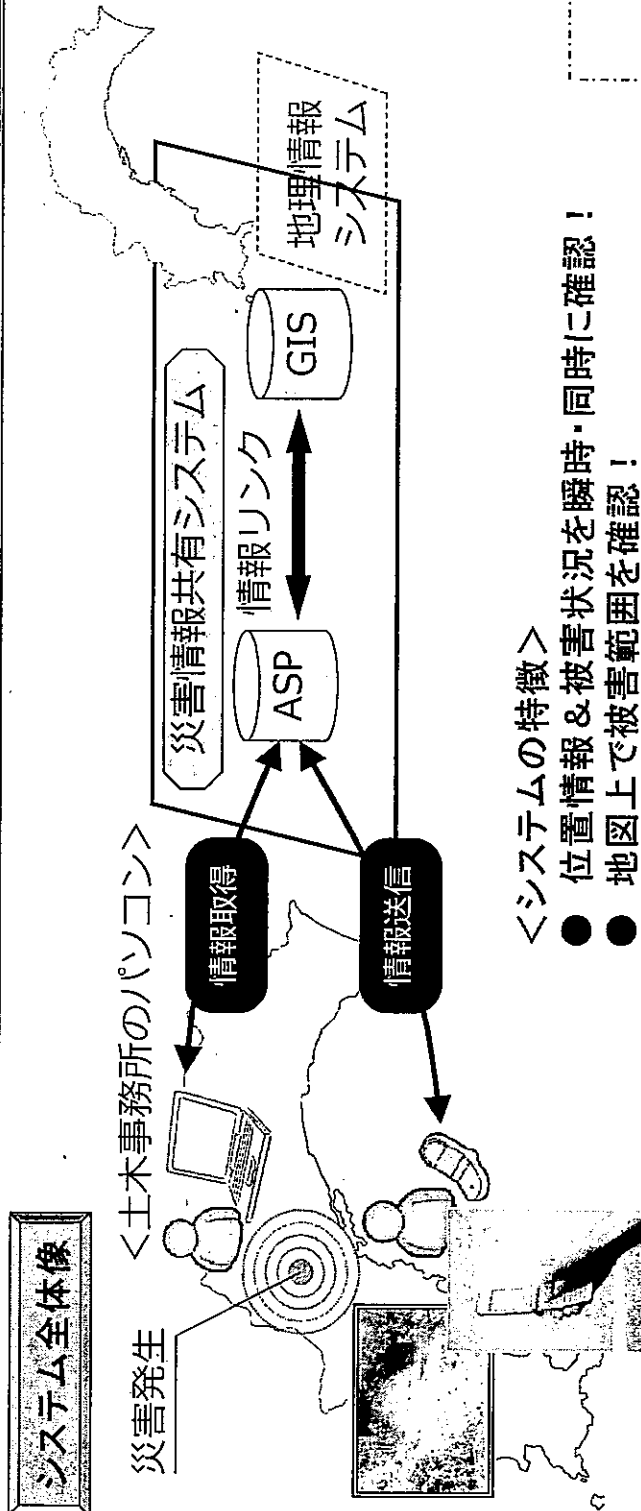 システム全体像
災害発生
<土木事務所のパソコン>
情報取得
情報送信
災害情報共有システム
ASP
情報リンク
GIS
地理情報
システム
<システムの特徴>
● 位置情報&被害状況を瞬時・同時に確認!
● 地図上で被害範囲を確認!